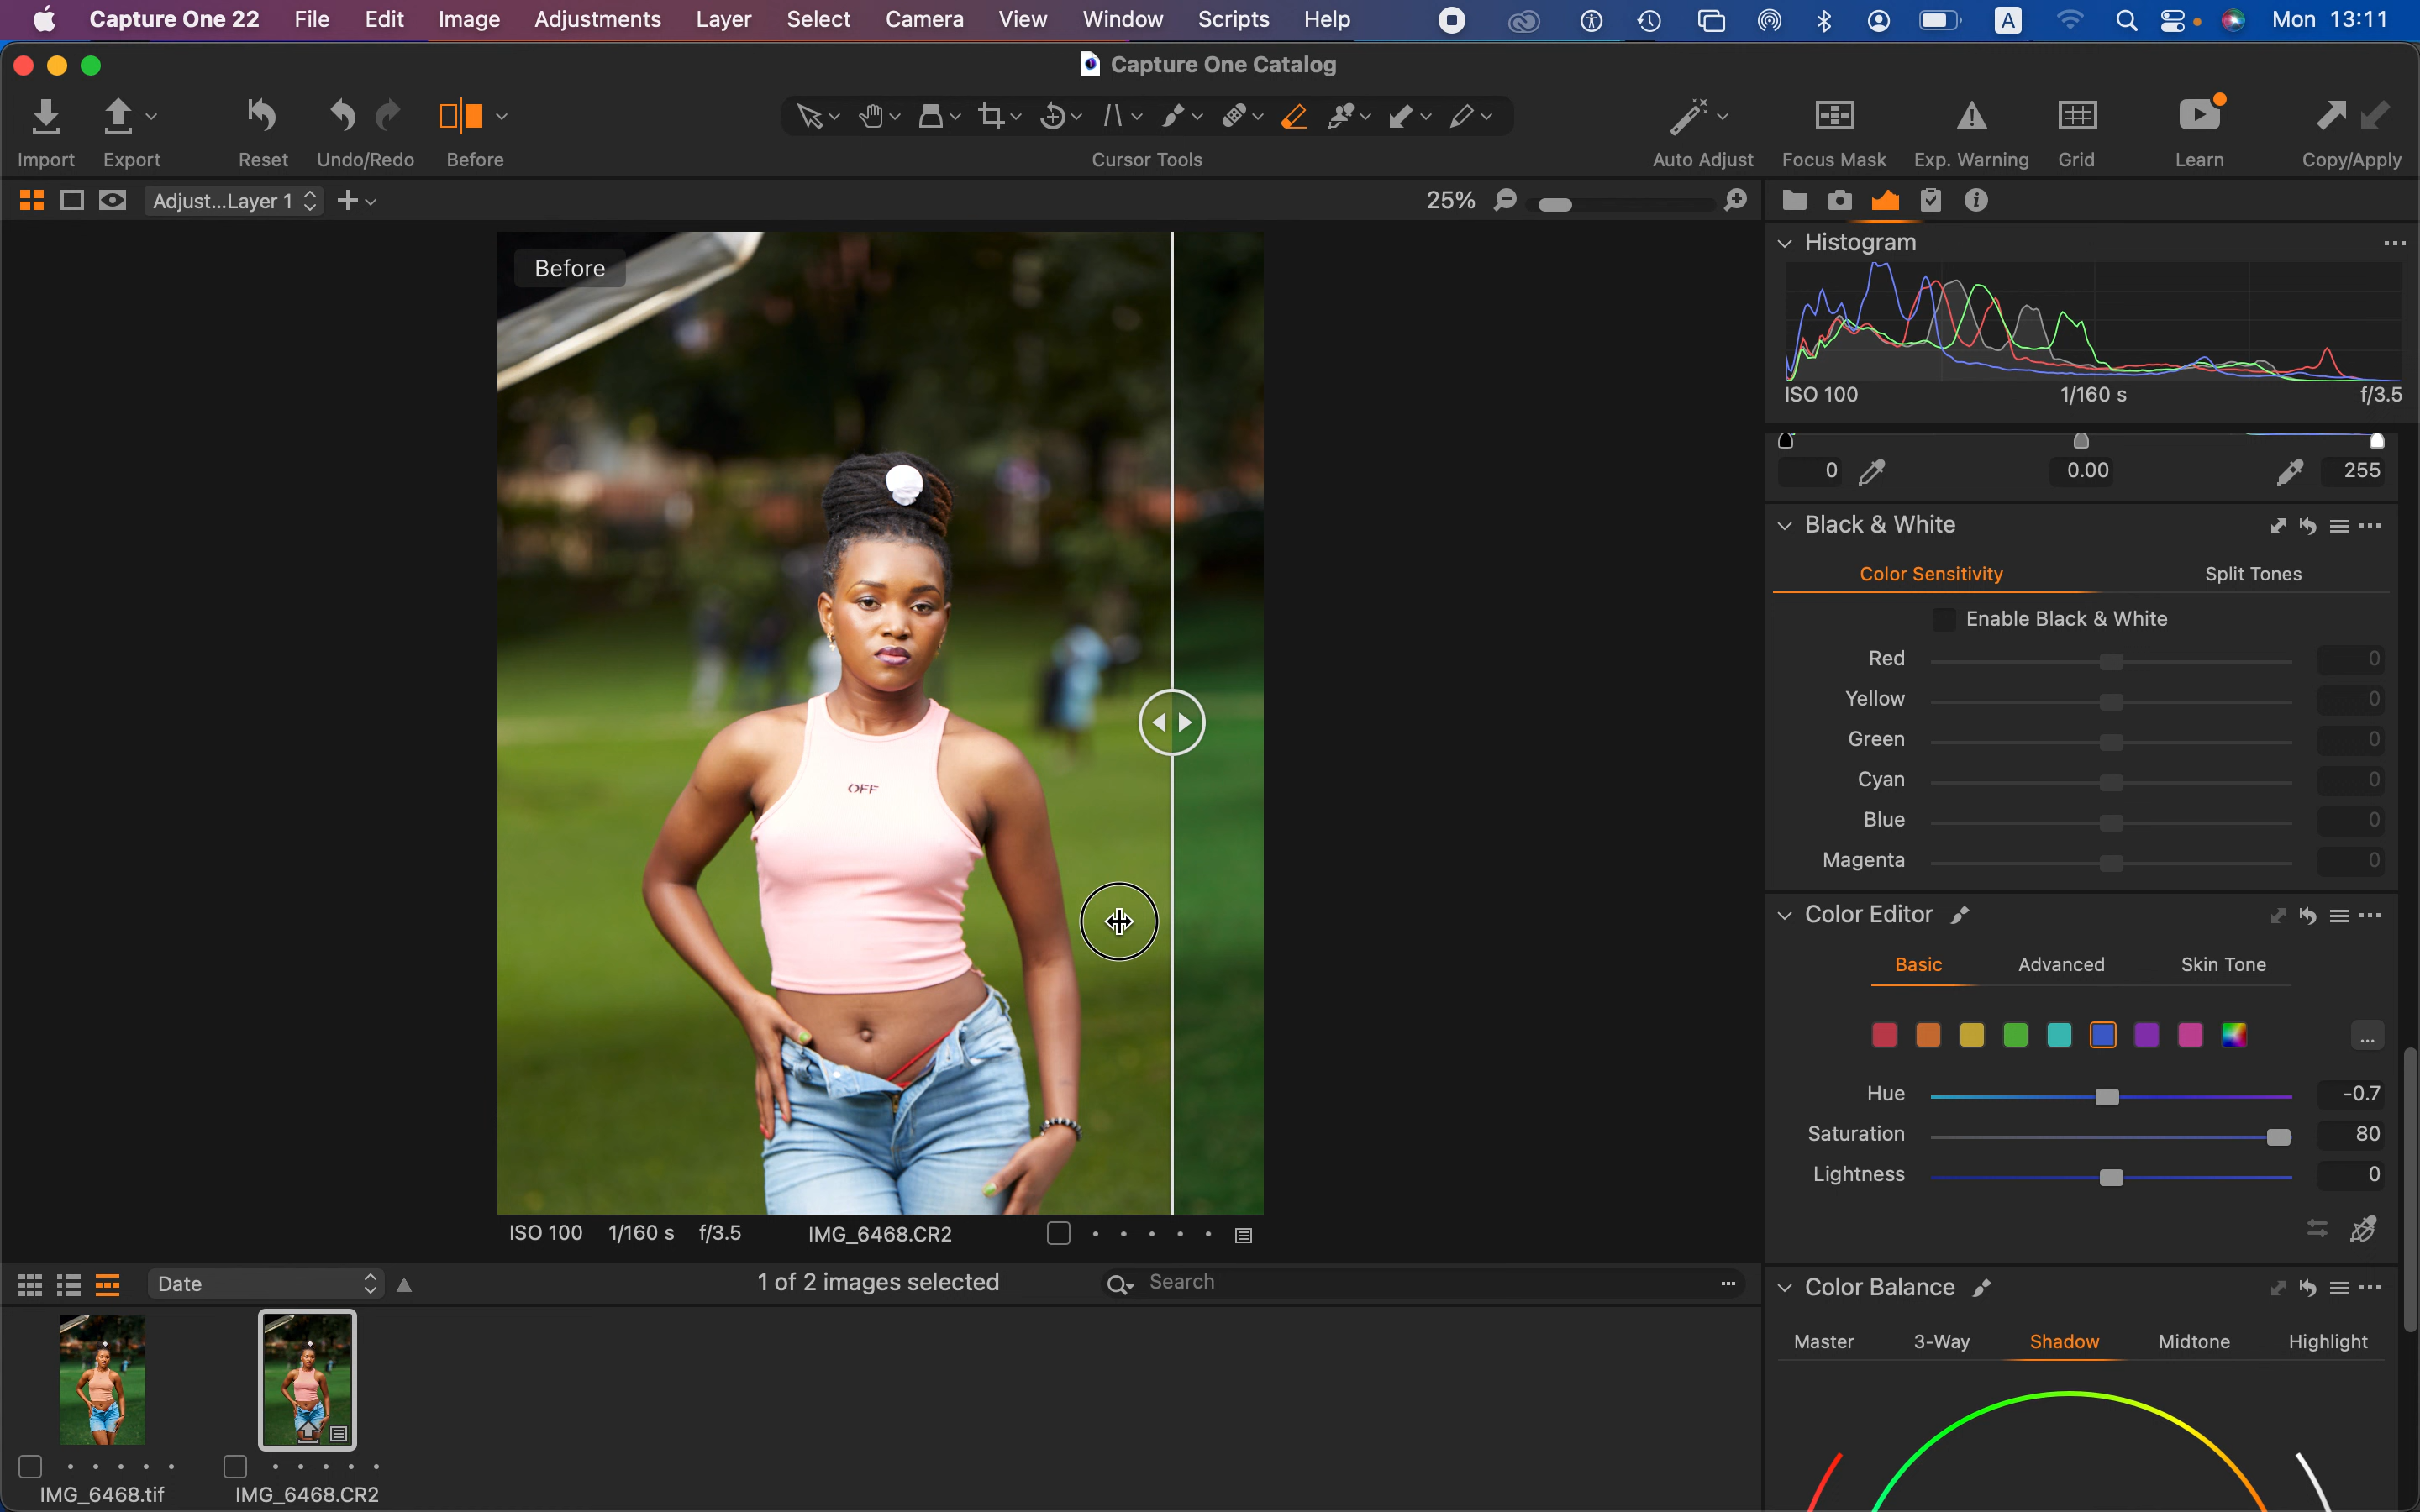 Capture One 22 File Edit Image Adjustments Layer Select Camera View Window Scripts Help A Mon 13:11
Capture One Catalog
Import Export Reset Undo/Redo Before Cursor Tools Auto Adjust Focus Mask Exp. Warning Grid Learn Copy/Apply
Adjust...Layer 1 25%
Before
OFF
ISO 100 1/160 s f/3.5 IMG_6468.CR2
Date 1 of 2 images selected Search
IMG_6468.tif IMG_6468.CR2
Histogram
ISO 100 1/160 s f/3.5
0 0.00 255
Black & White
Color Sensitivity Split Tones
Enable Black & White
Red 0
Yellow 0
Green 0
Cyan 0
Blue 0
Magenta 0
Color Editor
Basic Advanced Skin Tone
...
Hue -0.7
Saturation 80
Lightness 0
Color Balance
Master 3-Way Shadow Midtone Highlight